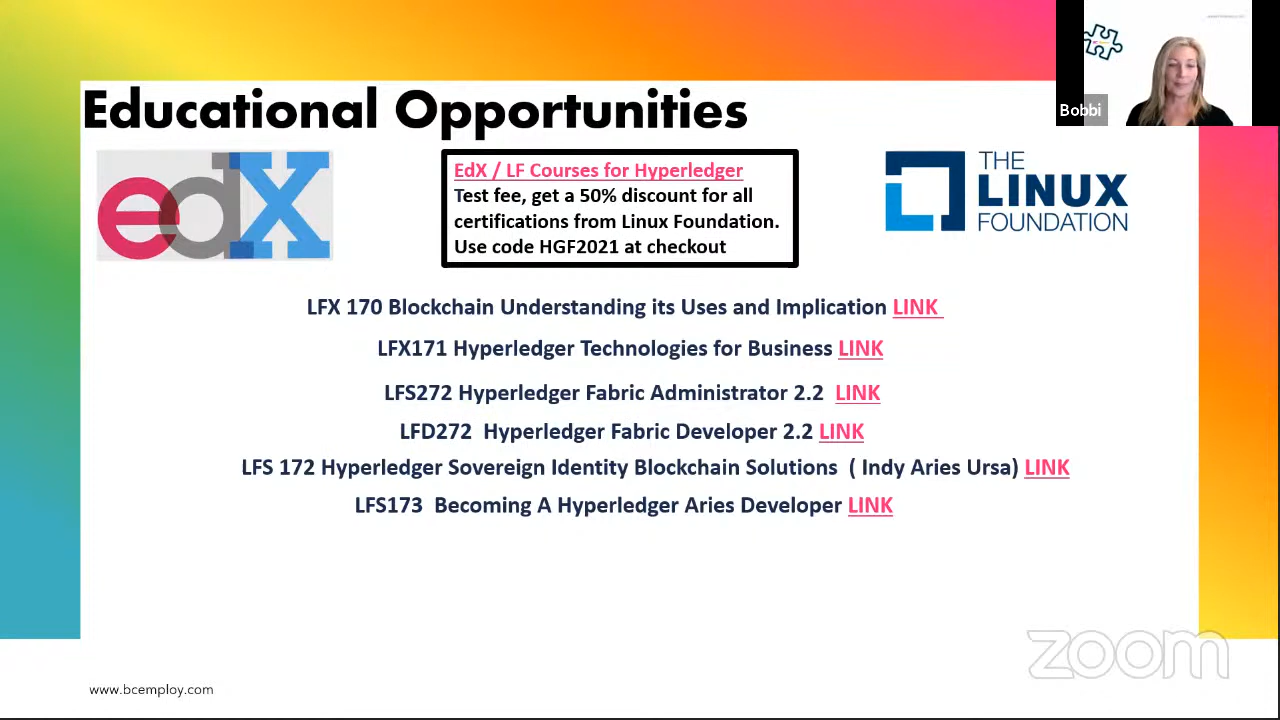 Bobbi
Educational Opportunities
edX
EdX / LF Courses for Hyperledger
Test fee, get a 50% discount for all
certifications from Linux Foundation.
Use code HGF2021 at checkout
THE
LINUX
FOUNDATION
LFX 170 Blockchain Understanding its Uses and Implication LINK
LFX171 Hyperledger Technologies for Business LINK
LFS272 Hyperledger Fabric Administrator 2.2 LINK
LFD272 Hyperledger Fabric Developer 2.2 LINK
LFS 172 Hyperledger Sovereign Identity Blockchain Solutions ( Indy Aries Ursa) LINK
LFS173 Becoming A Hyperledger Aries Developer LINK
zoom
www.bcemploy.com